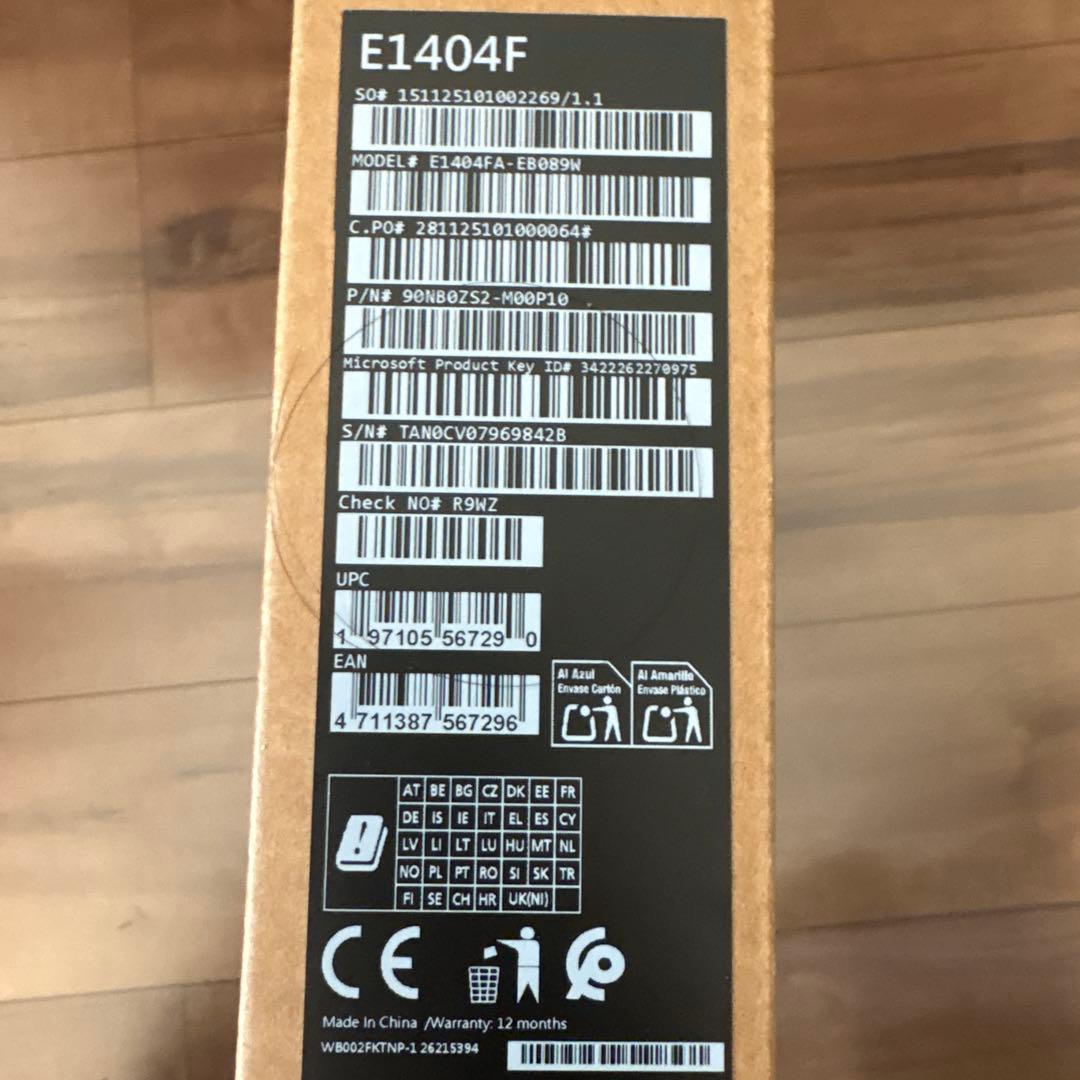 E1404F
SO# 151125101002269/1.1
MODEL# E1404FA-EB089W
C.PO# 281125101000064#
P/N# 90NB0ZS2-M00P10
Microsoft Product Key ID# 3422262270975
S/N# TAN0CV07969842B
Check NO# R9WZ
UPC
1 97105 56729 0
EAN
4 711387 567296
Al Azul
Envase Cartón
Al Amarillo
Envase Plástico
AT BE BG CZ DK EE FR
DE IS IE IT EL ES CY
LV LI LT LU HU MT NL
NO PL PT RO SI SK TR
FI SE CH HR UK(NI)
CE
Made In China /Warranty: 12 months
WB002FKTNP-1 26215394